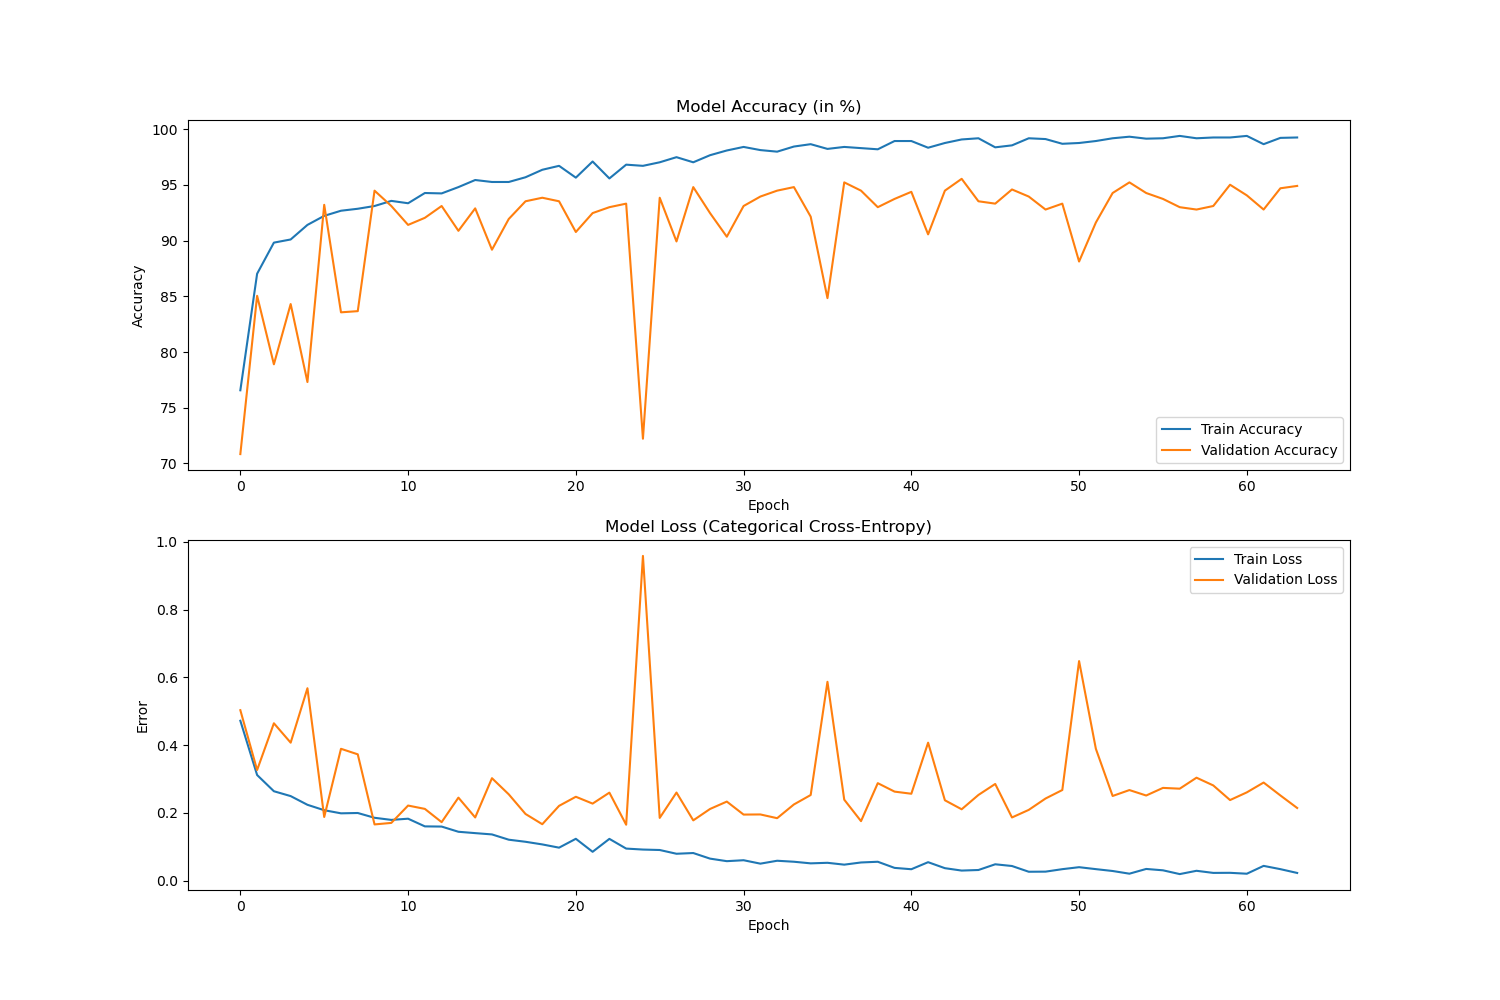 Model Accuracy (in %)
100
95
90
85
80
75
70
Accuracy
Train Accuracy
Validation Accuracy
0 10 20 30 40 50 60
Epoch
Model Loss (Categorical Cross-Entropy)
1.0
0.8
0.6
0.4
0.2
0.0
Error
Train Loss
Validation Loss
0 10 20 30 40 50 60
Epoch